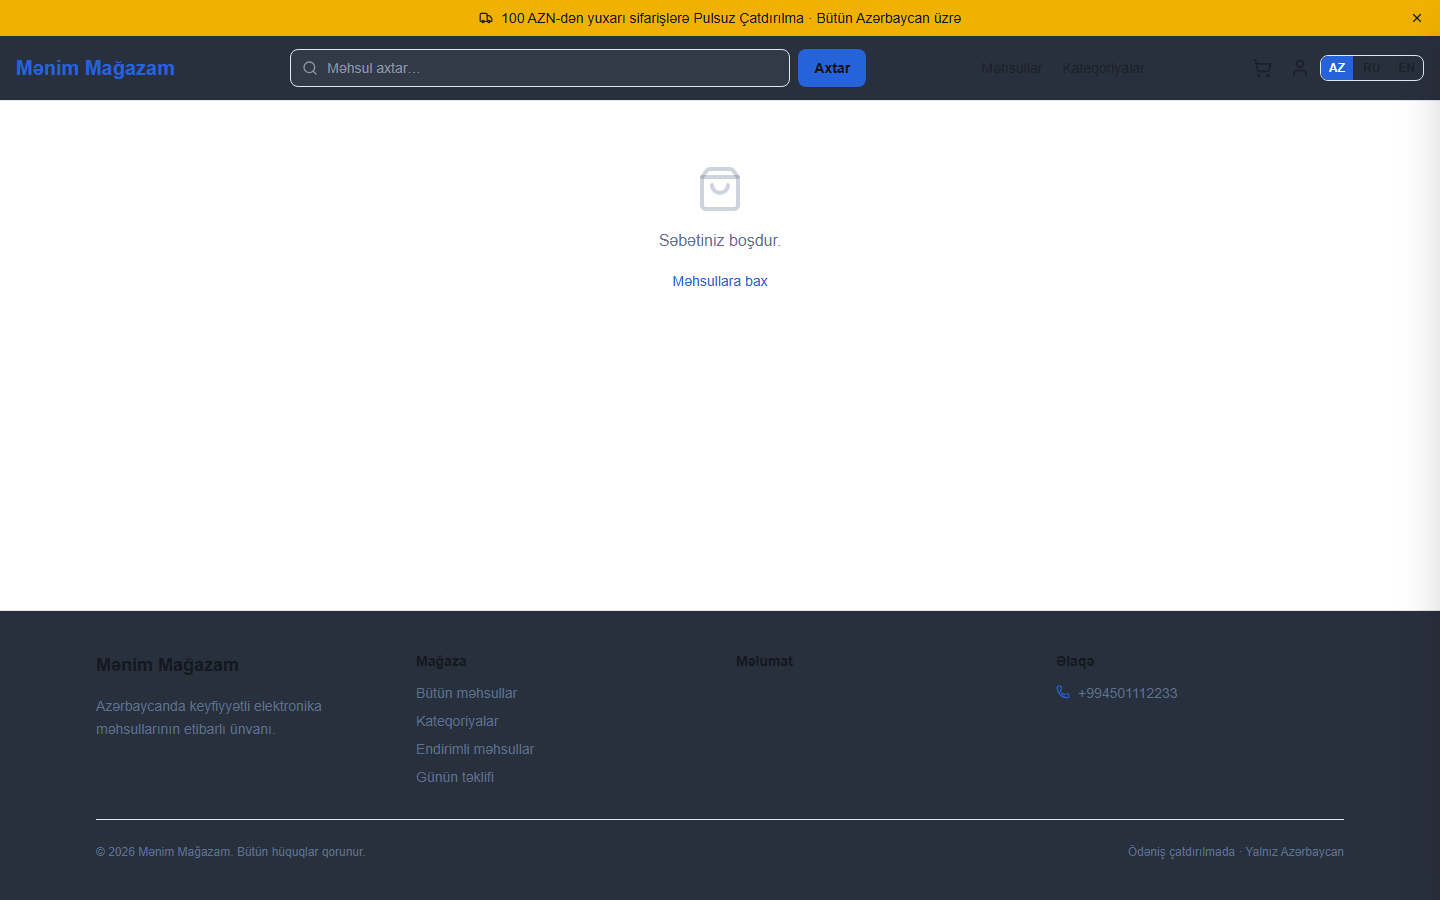 100 AZN-dən yuxarı sifarişlərə Pulsuz Çatdırılma · Bütün Azərbaycan üzrə
Mənim Mağazam
Məhsul axtar...
Axtar
Məhsullar
Kateqoriyalar
AZ
RU
EN
Səbətiniz boşdur.
Məhsullara bax
Mənim Mağazam
Azərbaycanda keyfiyyətli elektronika
məhsullarının etibarlı ünvanı.
Mağaza
Bütün məhsullar
Kateqoriyalar
Endirimli məhsullar
Günün təklifi
Məlumat
Əlaqə
+994501112233
© 2026 Mənim Mağazam. Bütün hüquqlar qorunur.
Ödəniş çatdırılmada · Yalnız Azərbaycan